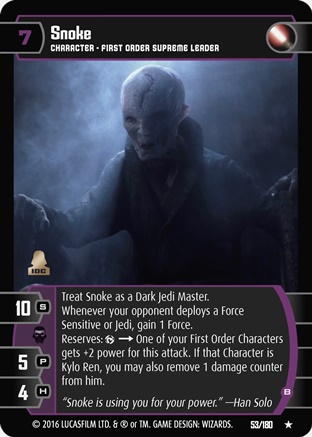 7 Snoke
CHARACTER - FIRST ORDER SUPREME LEADER
IDC
10 S
5 P
4 H
Treat Snoke as a Dark Jedi Master.
Whenever your opponent deploys a Force
Sensitive or Jedi, gain 1 Force.
Reserves: → One of your First Order Characters
gets +2 power for this attack. If that Character is
Kylo Ren, you may also remove 1 damage counter
from him.
B
"Snoke is using you for your power." —Han Solo
© 2016 LUCASFILM LTD. & ® or TM. GAME DESIGN: WIZARDS. 53/180 ★